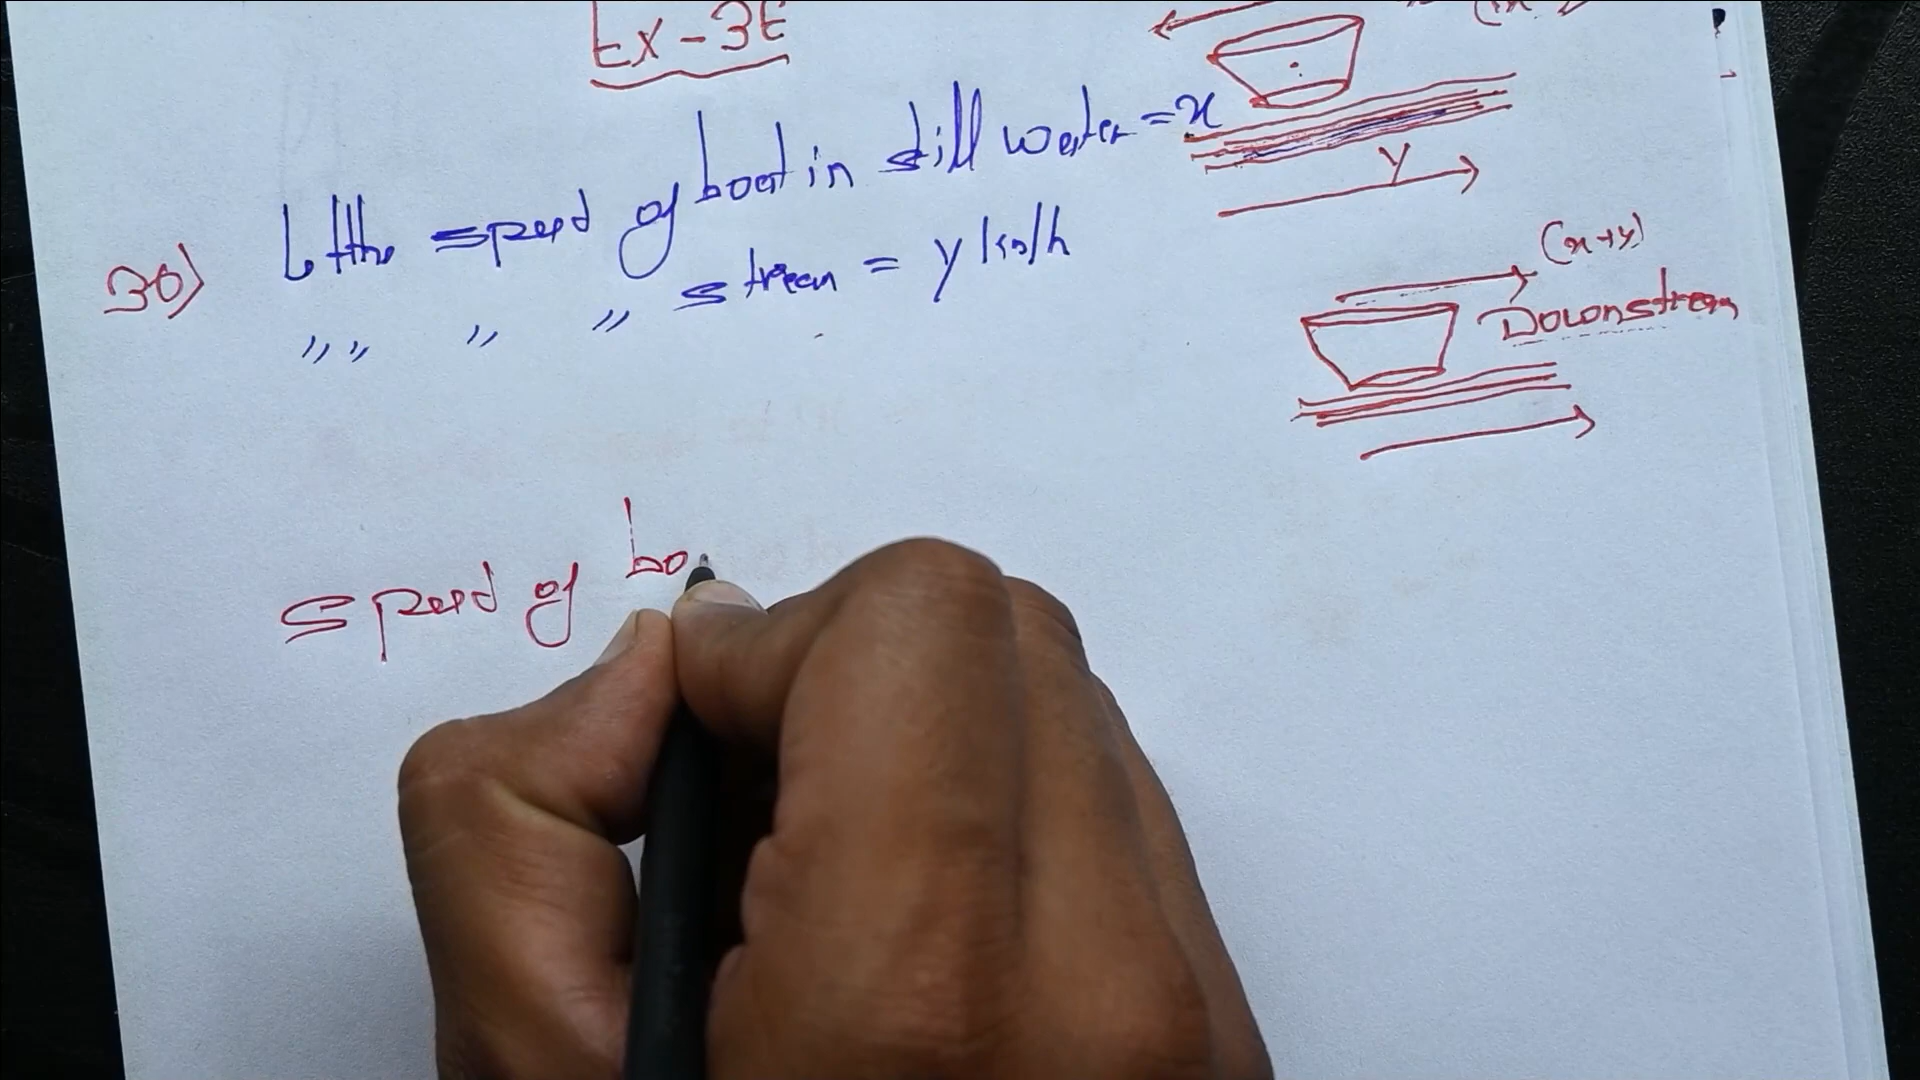 Ex-3E
30) Let the speed of boat in still water = x
,, ,, ,, ,, stream = y km/h
y
(x+y)
Downstream
speed of bo